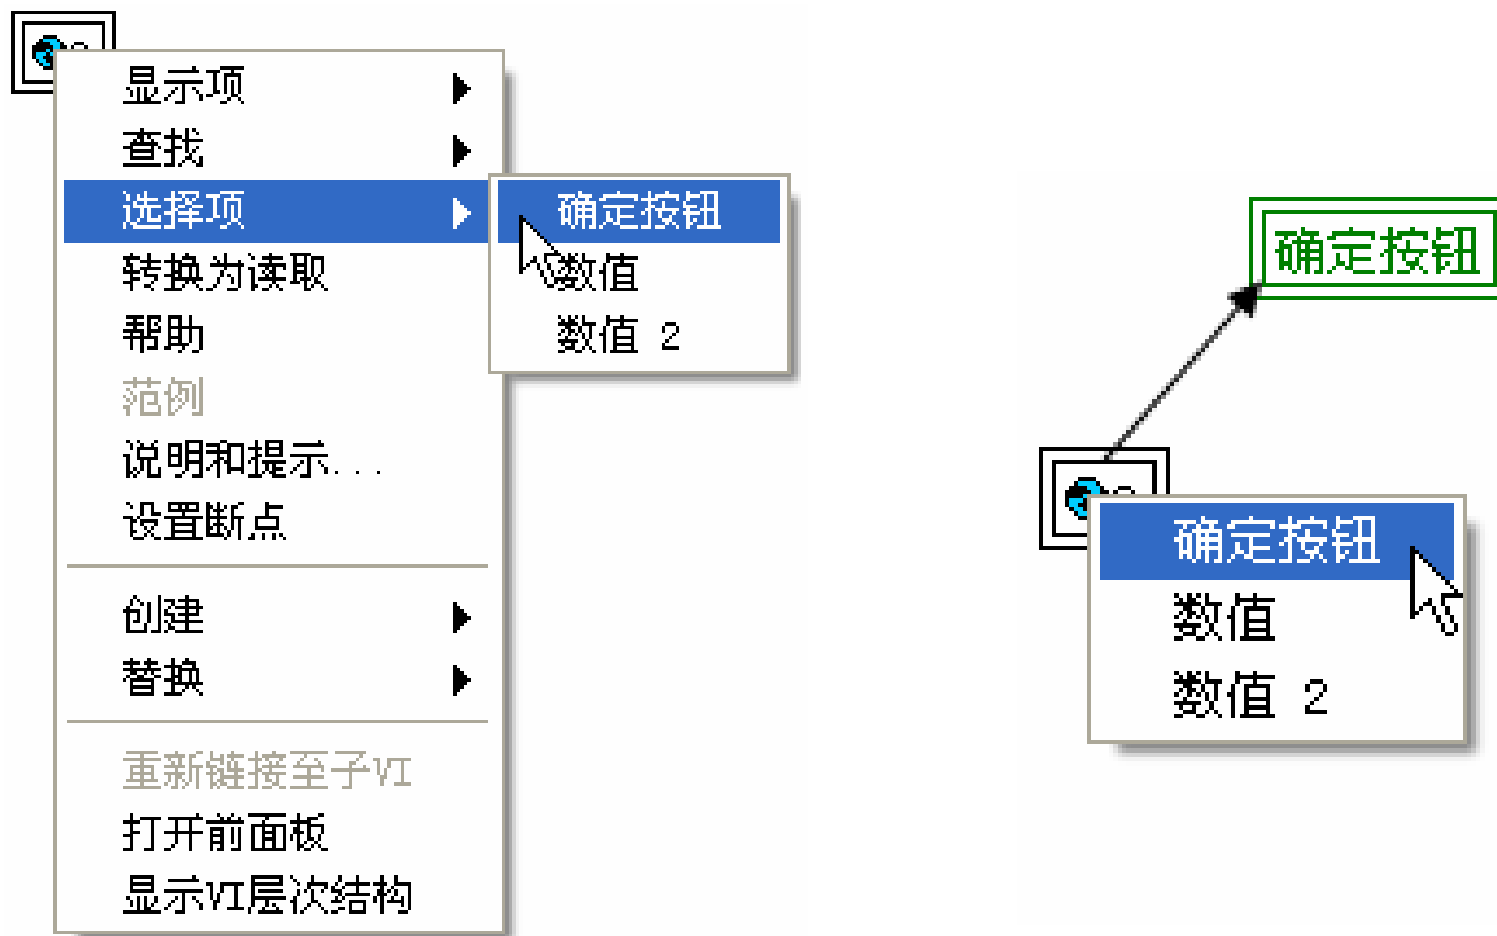 显示项
查找
选择项
转换为读取
帮助
范例
说明和提示...
设置断点
创建
替换
重新链接至子VI
打开前面板
显示VI层次结构
确定按钮
数值
数值 2
确定按钮
确定按钮
数值
数值 2